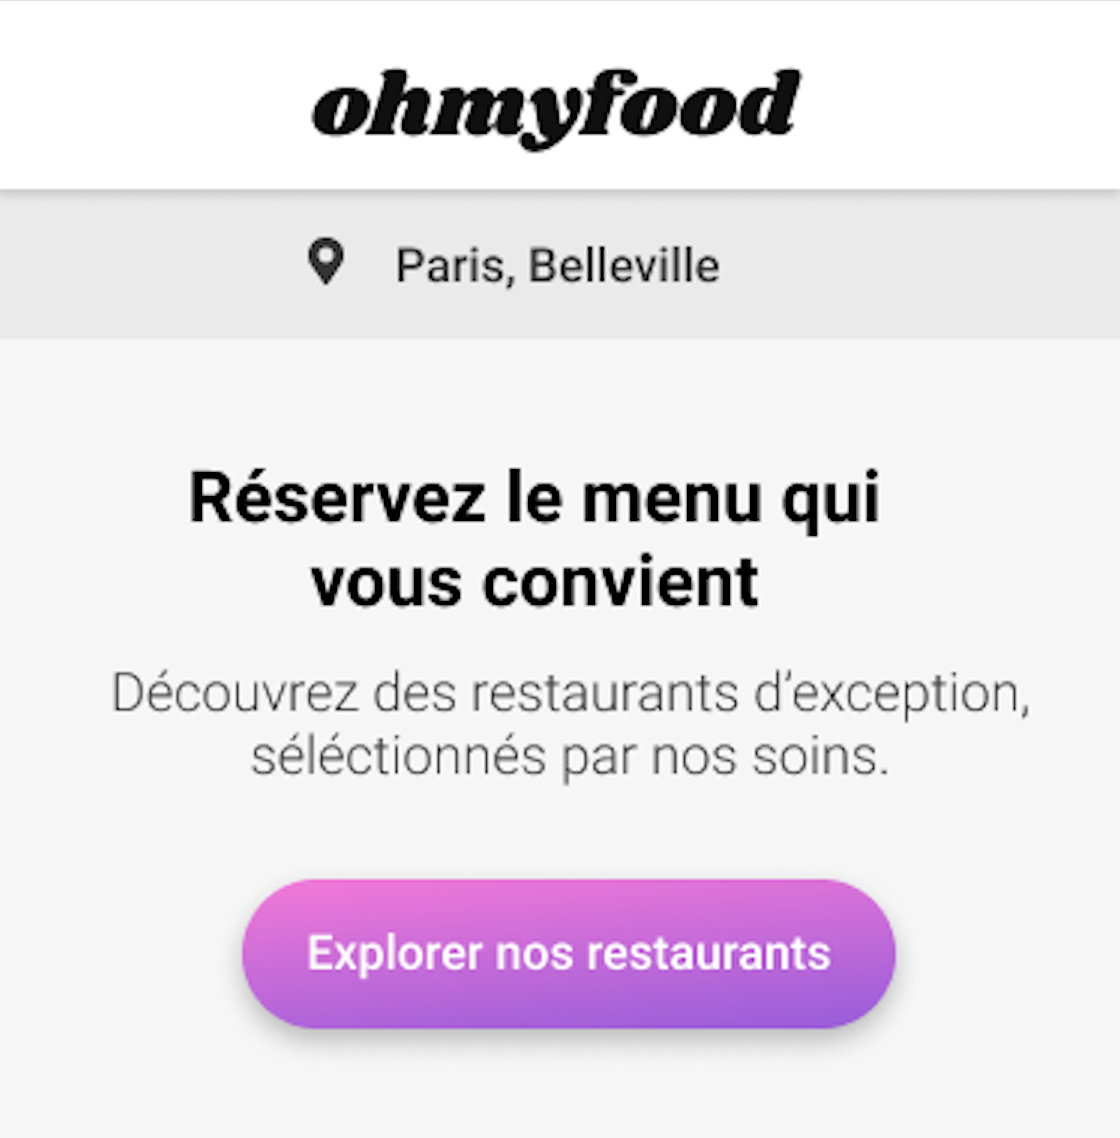 ohmyfood
Paris, Belleville
Réservez le menu qui
vous convient
Découvrez des restaurants d’exception,
séléctionnés par nos soins.
Explorer nos restaurants